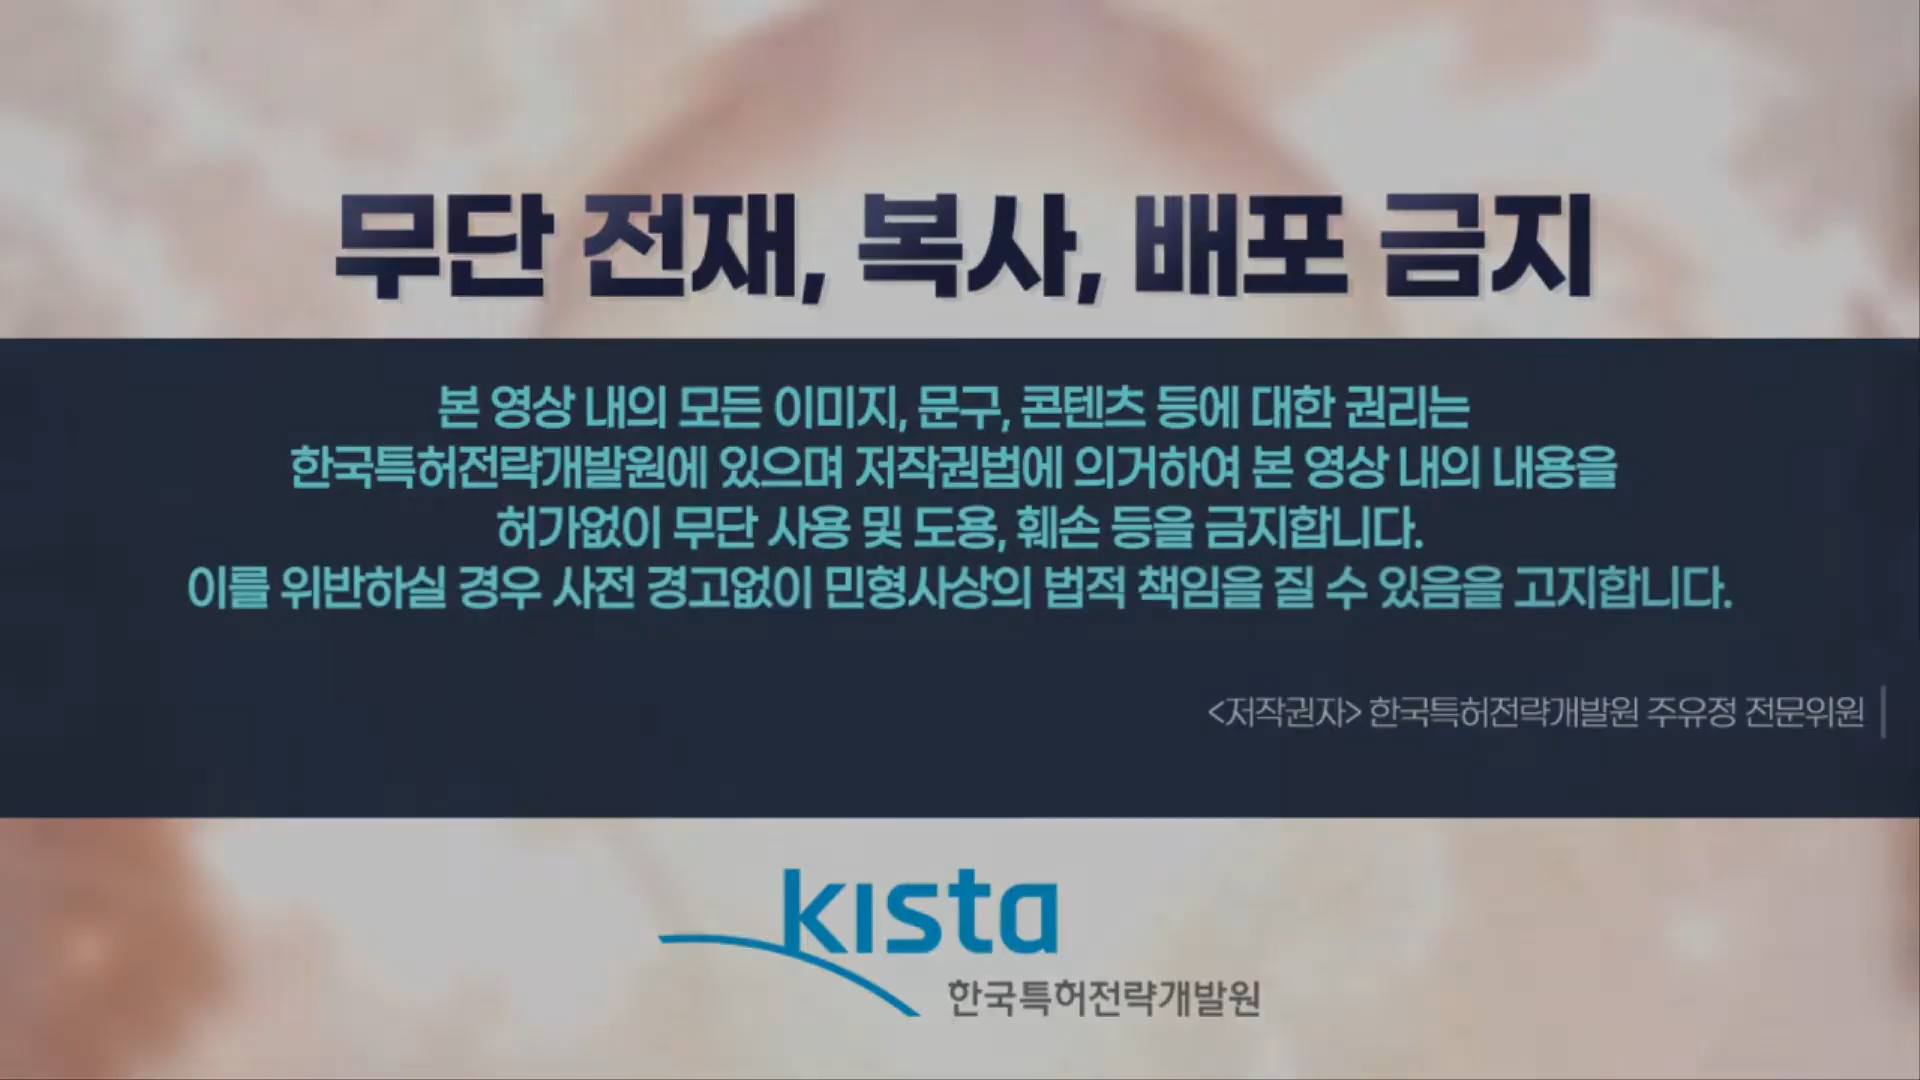 무단 전재, 복사, 배포 금지
본 영상 내의 모든 이미지, 문구, 콘텐츠 등에 대한 권리는
한국특허전략개발원에 있으며 저작권법에 의거하여 본 영상 내의 내용을
허가없이 무단 사용 및 도용, 훼손 등을 금지합니다.
이를 위반하실 경우 사전 경고없이 민형사상의 법적 책임을 질 수 있음을 고지합니다.
<저작권자> 한국특허전략개발원 주유정 전문위원
kista
한국특허전략개발원